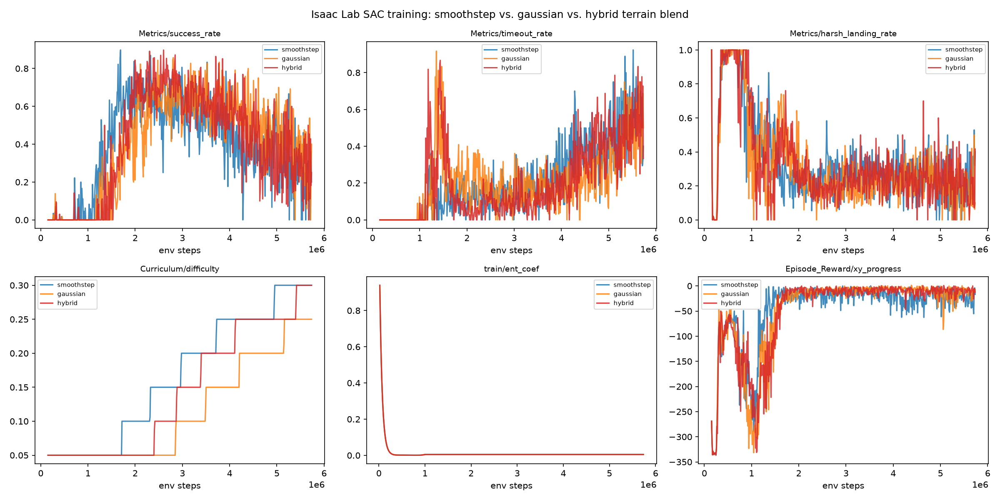 Isaac Lab SAC training: smoothstep vs. gaussian vs. hybrid terrain blend
Metrics/success_rate
smoothstep
gaussian
hybrid
0.8
0.6
0.4
0.2
0.0
0 1 2 3 4 5 6
1e6
env steps
Metrics/timeout_rate
smoothstep
gaussian
hybrid
0.8
0.6
0.4
0.2
0.0
0 1 2 3 4 5 6
1e6
env steps
Metrics/harsh_landing_rate
smoothstep
gaussian
hybrid
1.0
0.8
0.6
0.4
0.2
0.0
0 1 2 3 4 5 6
1e6
env steps
Curriculum/difficulty
smoothstep
gaussian
hybrid
0.30
0.25
0.20
0.15
0.10
0.05
0 1 2 3 4 5 6
1e6
env steps
train/ent_coef
smoothstep
gaussian
hybrid
0.8
0.6
0.4
0.2
0.0
0 1 2 3 4 5 6
1e6
env steps
Episode_Reward/xy_progress
smoothstep
gaussian
hybrid
0
−50
−100
−150
−200
−250
−300
−350
0 1 2 3 4 5 6
1e6
env steps